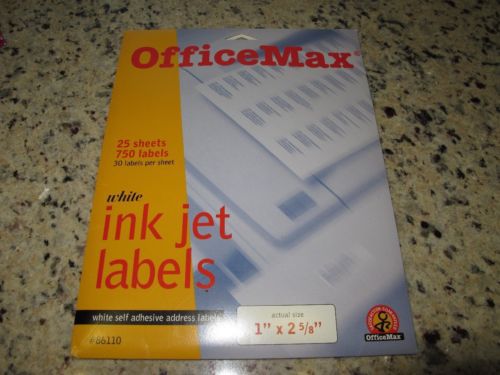 OfficeMax®
25 sheets
750 labels
30 labels per sheet
white
ink jet
labels
white self adhesive address labels
actual size
1" x 2 5/8"
#86110
OfficeMax